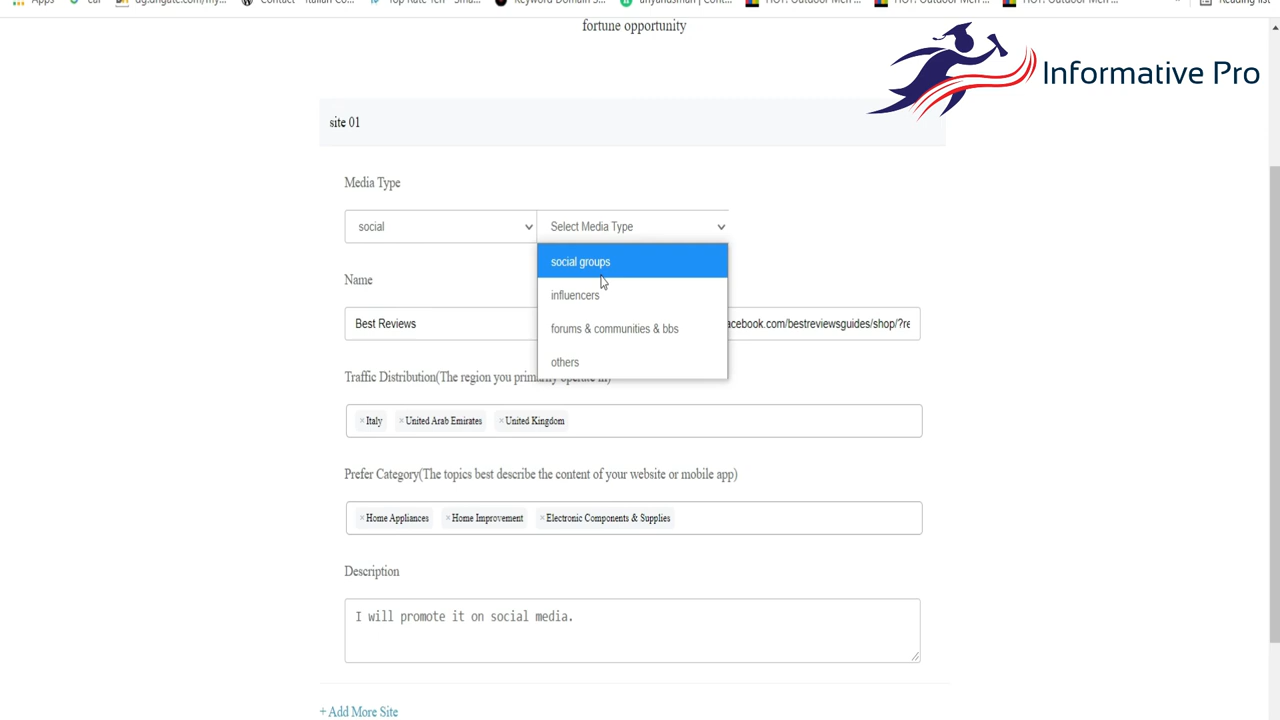 Apps
fortune opportunity
Informative Pro
site 01
Media Type
social
Select Media Type
social groups
influencers
forums & communities & bbs
others
Name
Best Reviews
acebook.com/bestreviewsguides/shop/?re
Traffic Distribution(The region you primarily operate in)
×Italy ×United Arab Emirates ×United Kingdom
Prefer Category(The topics best describe the content of your website or mobile app)
×Home Appliances ×Home Improvement ×Electronic Components & Supplies
Description
I will promote it on social media.
+ Add More Site